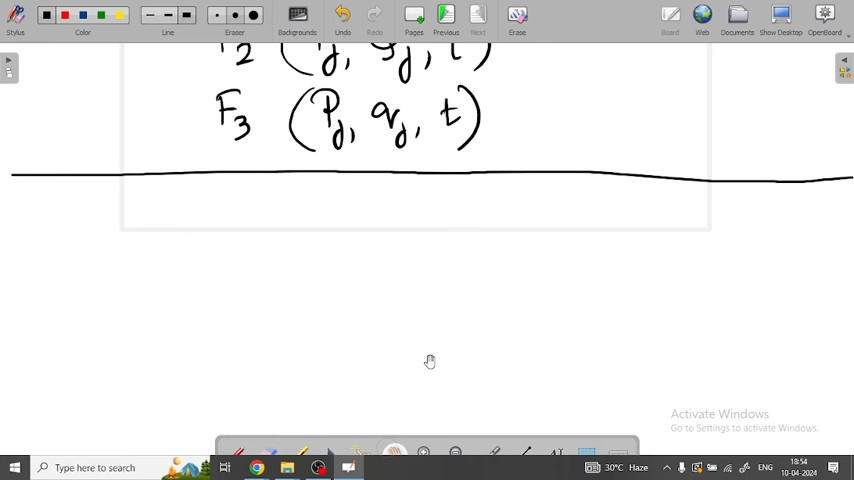 Stylus Color Line Eraser Backgrounds Undo Redo Pages Previous Next Erase Board Web Documents Show Desktop OpenBoard
F3 (Pj, qj, t)
Activate Windows
Go to Settings to activate Windows.
Type here to search 30°C Haze ENG 18:54
10-04-2024